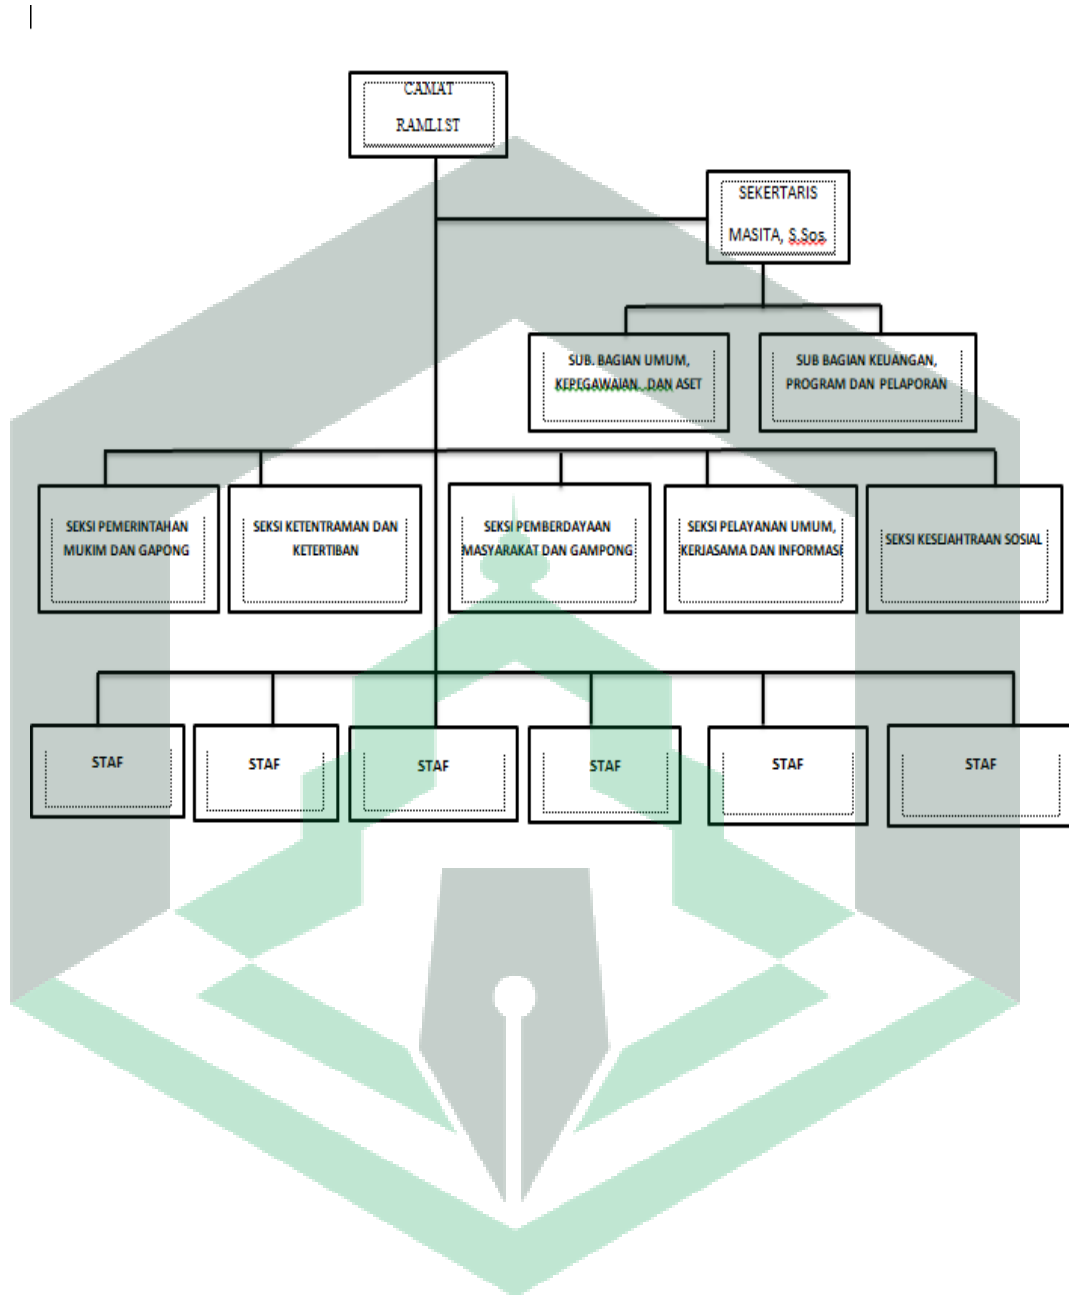 CAMAT
RAMLI.ST
SEKERTARIS
MASITA, S.Sos.
SUB. BAGIAN UMUM,
KEPEGAWAIAN, DAN ASET
SUB BAGIAN KEUANGAN,
PROGRAM DAN PELAPORAN
SEKSI PEMERINTAHAN
MUKIM DAN GAPONG
SEKSI KETENTRAMAN DAN
KETERTIBAN
SEKSI PEMBERDAYAAN
MASYARAKAT DAN GAMPONG
SEKSI PELAYANAN UMUM,
KERJASAMA DAN INFORMASI
SEKSI KESEJAHTRAAN SOSIAL
STAF
STAF
STAF
STAF
STAF
STAF